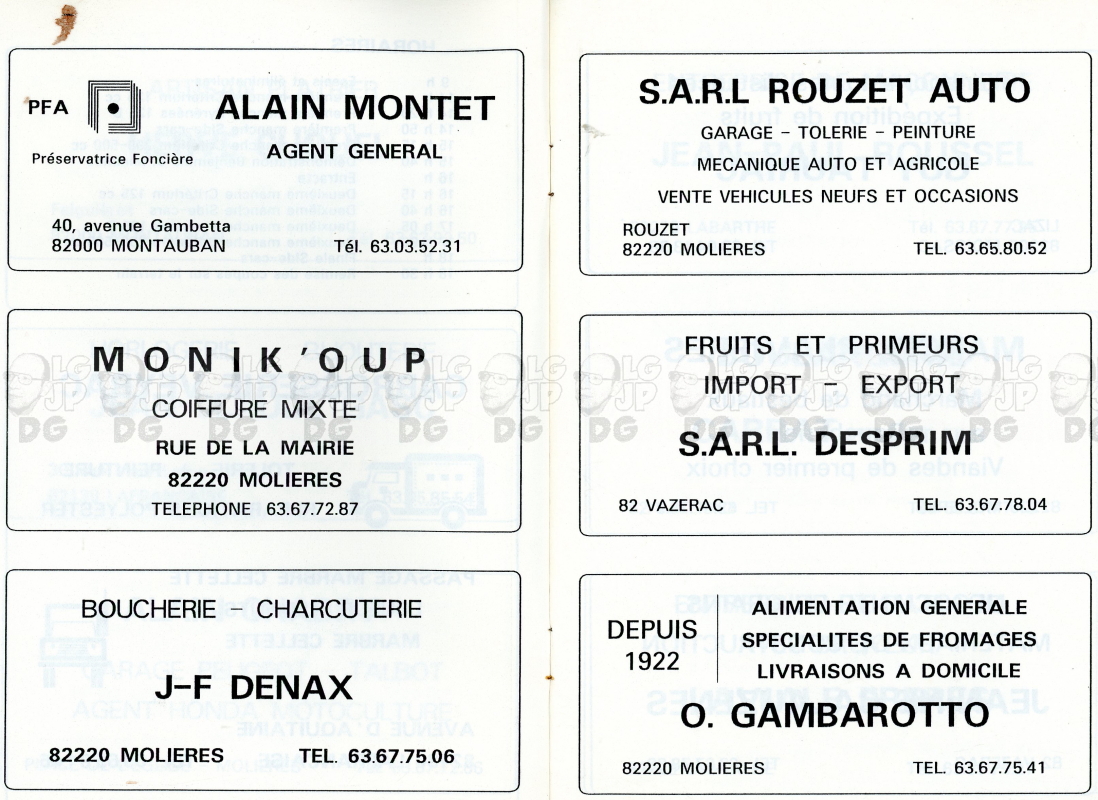 PFA
Préservatrice Foncière
ALAIN MONTET
AGENT GENERAL
40, avenue Gambetta
82000 MONTAUBAN Tél. 63.03.52.31
MONIK'OUP
COIFFURE MIXTE
RUE DE LA MAIRIE
82220 MOLIERES
TELEPHONE 63.67.72.87
BOUCHERIE – CHARCUTERIE
J-F DENAX
82220 MOLIERES TEL. 63.67.75.06
S.A.R.L ROUZET AUTO
GARAGE – TOLERIE – PEINTURE
MECANIQUE AUTO ET AGRICOLE
VENTE VEHICULES NEUFS ET OCCASIONS
ROUZET
82220 MOLIERES TEL. 63.65.80.52
FRUITS ET PRIMEURS
IMPORT – EXPORT
S.A.R.L. DESPRIM
82 VAZERAC TEL. 63.67.78.04
DEPUIS
1922
ALIMENTATION GENERALE
SPECIALITES DE FROMAGES
LIVRAISONS A DOMICILE
O. GAMBAROTTO
82220 MOLIERES TEL. 63.67.75.41